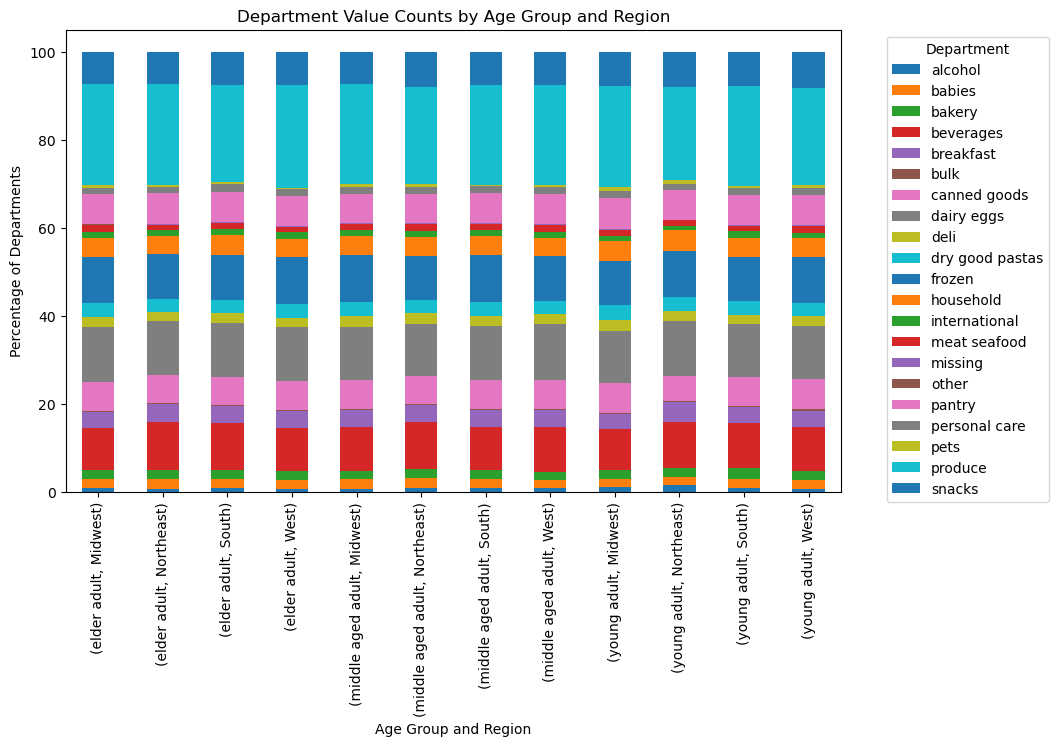 Department Value Counts by Age Group and Region
Percentage of Departments
100
80
60
40
20
0
(elder adult, Midwest)
(elder adult, Northeast)
(elder adult, South)
(elder adult, West)
(middle aged adult, Midwest)
(middle aged adult, Northeast)
(middle aged adult, South)
(middle aged adult, West)
(young adult, Midwest)
(young adult, Northeast)
(young adult, South)
(young adult, West)
Age Group and Region
Department
alcohol
babies
bakery
beverages
breakfast
bulk
canned goods
dairy eggs
deli
dry good pastas
frozen
household
international
meat seafood
missing
other
pantry
personal care
pets
produce
snacks